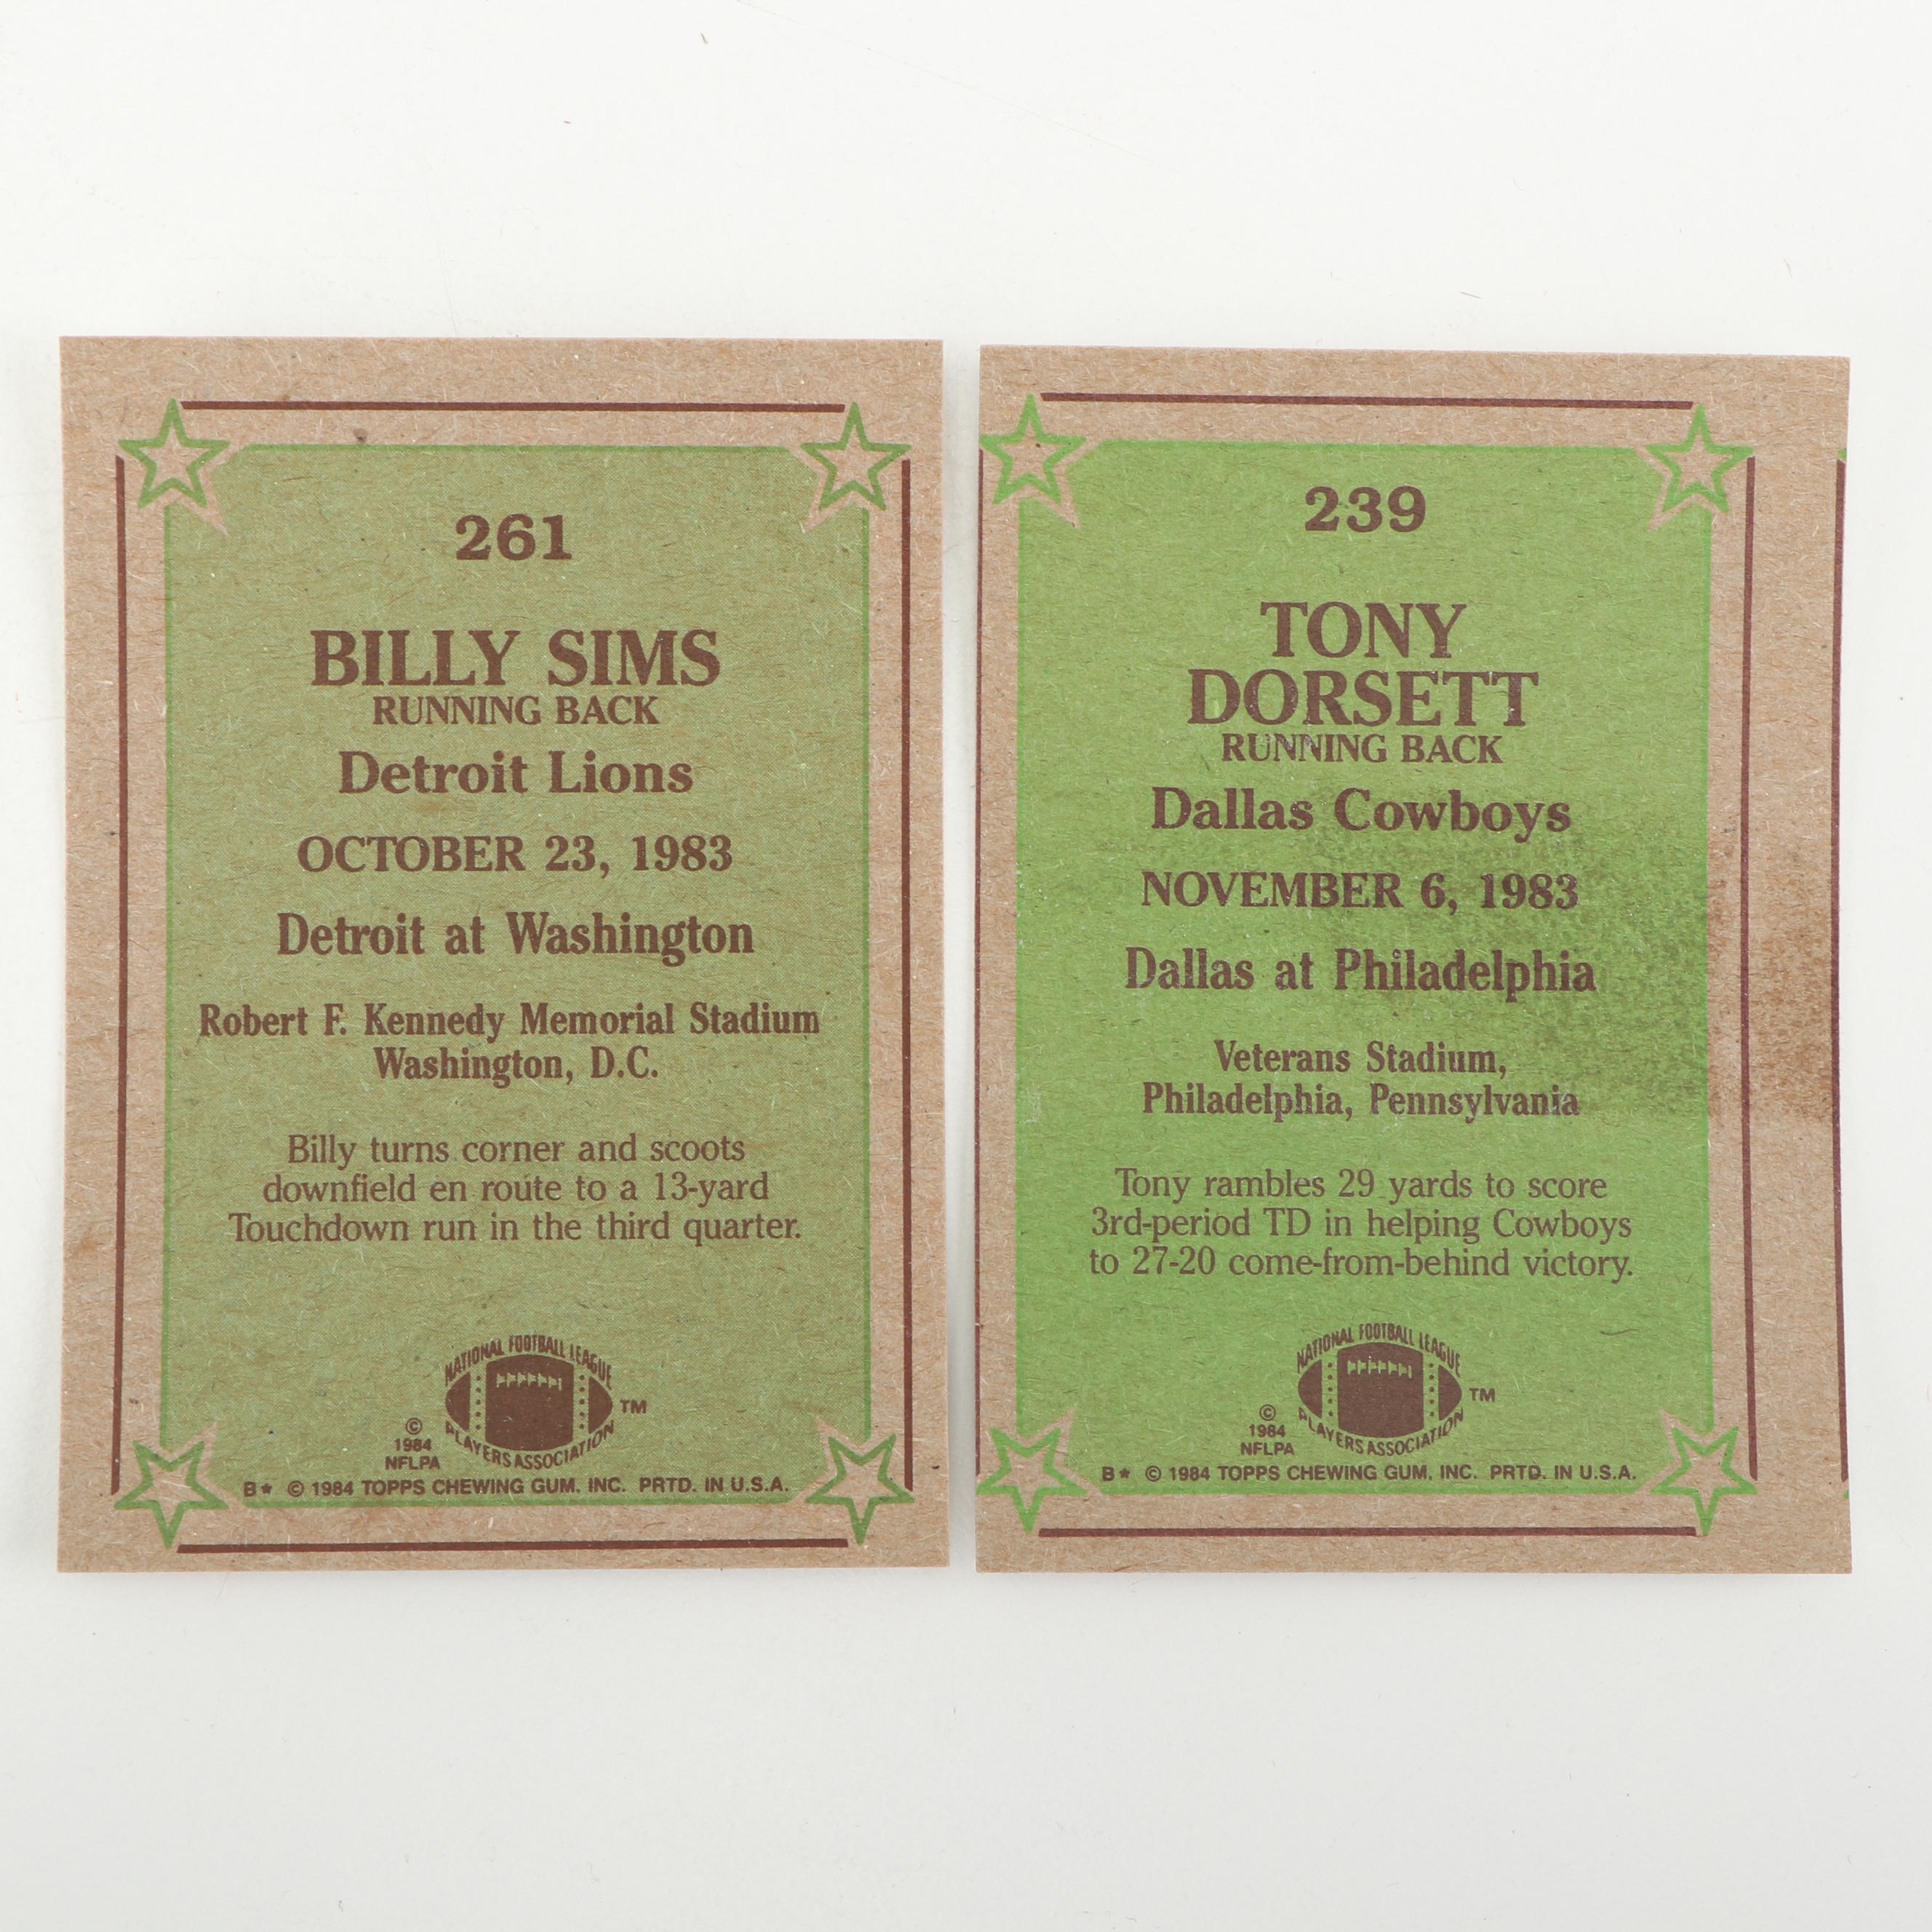 261
BILLY SIMS
RUNNING BACK
Detroit Lions
OCTOBER 23, 1983
Detroit at Washington
Robert F. Kennedy Memorial Stadium
Washington, D.C.
Billy turns corner and scoots
downfield en route to a 13-yard
Touchdown run in the third quarter.
NATIONAL FOOTBALL LEAGUE
PLAYERS ASSOCIATION
TM
©
1984
NFLPA
B* © 1984 TOPPS CHEWING GUM, INC. PRTD. IN U.S.A.
239
TONY
DORSETT
RUNNING BACK
Dallas Cowboys
NOVEMBER 6, 1983
Dallas at Philadelphia
Veterans Stadium,
Philadelphia, Pennsylvania
Tony rambles 29 yards to score
3rd-period TD in helping Cowboys
to 27-20 come-from-behind victory.
NATIONAL FOOTBALL LEAGUE
PLAYERS ASSOCIATION
TM
©
1984
NFLPA
B* © 1984 TOPPS CHEWING GUM, INC. PRTD. IN U.S.A.